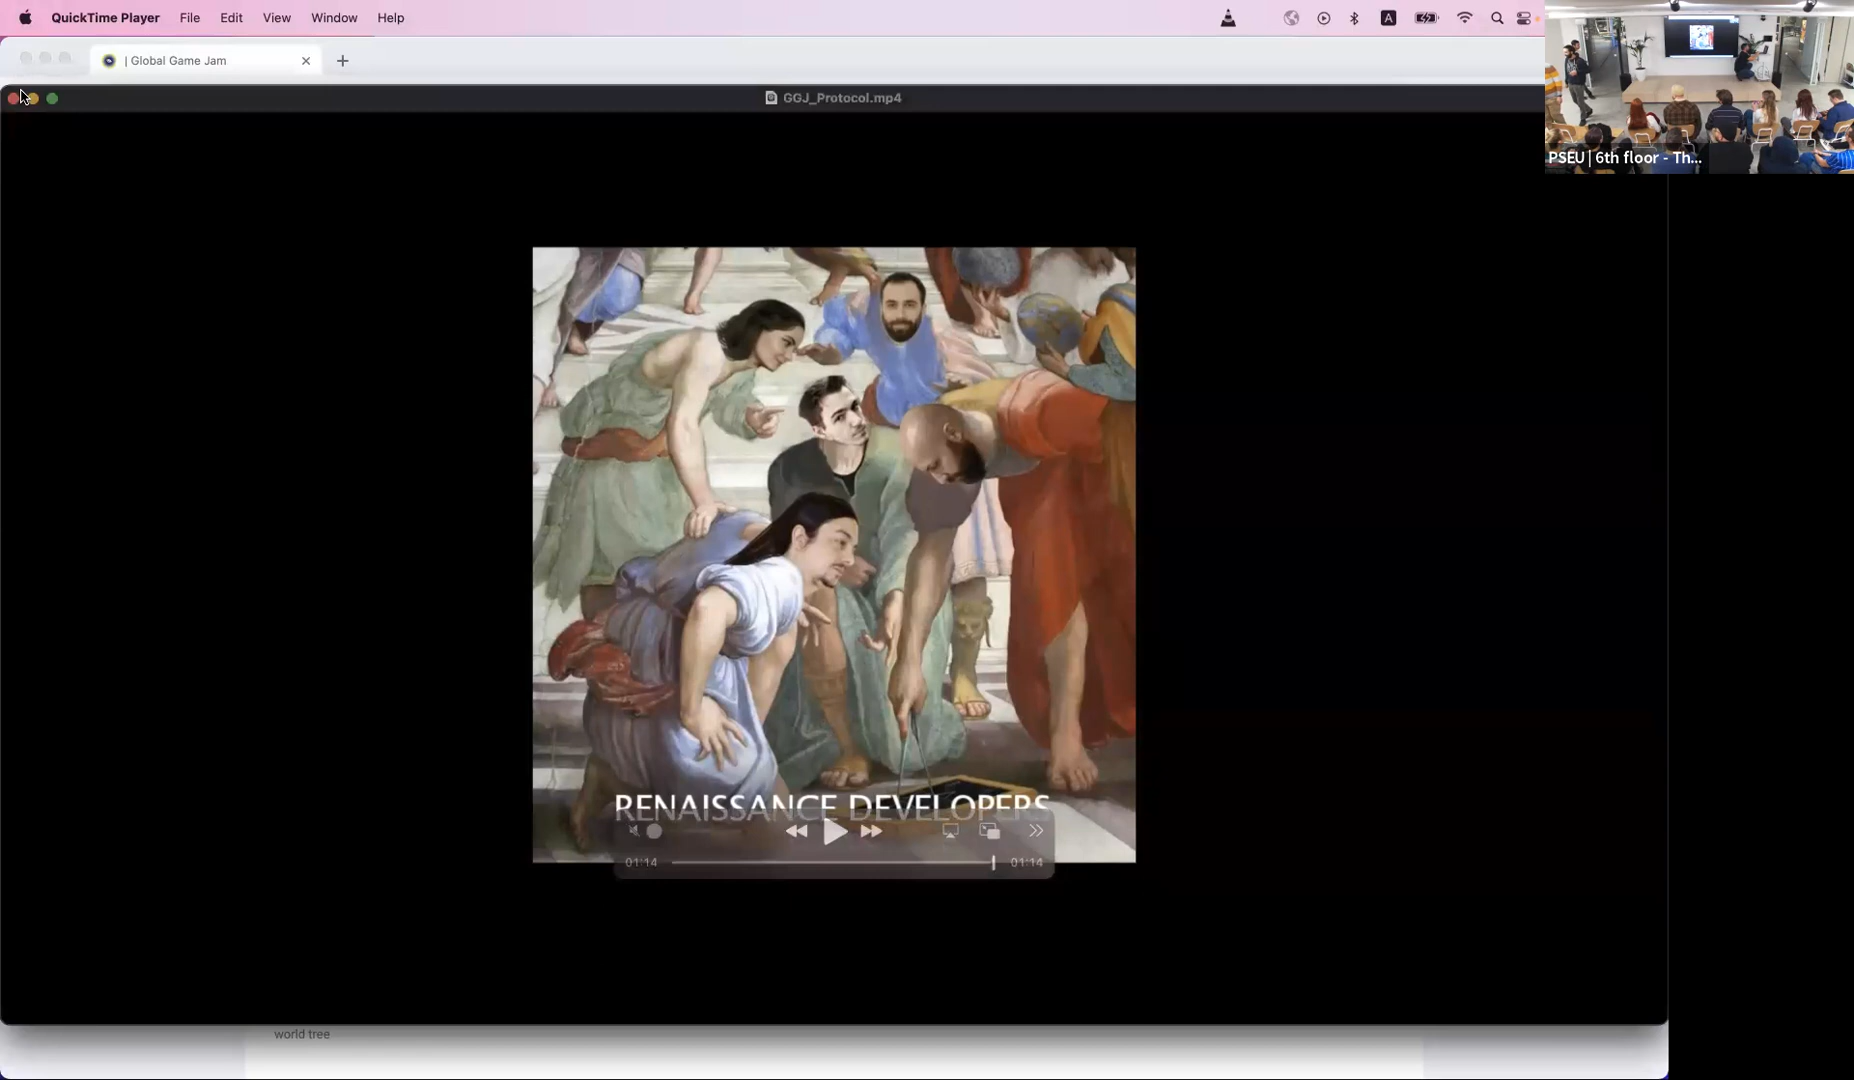 QuickTime Player File Edit View Window Help A
| Global Game Jam
GGJ_Protocol.mp4
PSEU | 6th floor - Th...
RENAISSANCE DEVELOPERS
01:14 01:14
world tree